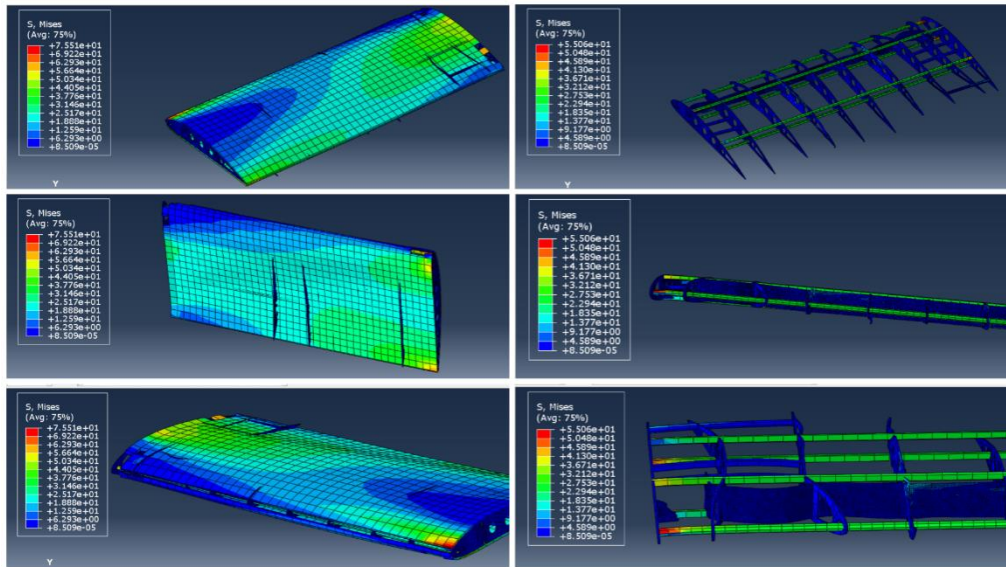 S, Mises
(Avg: 75%)
+7.551e+01
+6.922e+01
+6.293e+01
+5.664e+01
+5.034e+01
+4.405e+01
+3.776e+01
+3.146e+01
+2.517e+01
+1.888e+01
+1.259e+01
+6.293e+00
+8.509e-05
Y
S, Mises
(Avg: 75%)
+5.506e+01
+5.048e+01
+4.589e+01
+4.130e+01
+3.671e+01
+3.212e+01
+2.753e+01
+2.294e+01
+1.835e+01
+1.377e+01
+9.177e+00
+4.589e+00
+8.509e-05
S, Mises
(Avg: 75%)
+7.551e+01
+6.922e+01
+6.293e+01
+5.664e+01
+5.034e+01
+4.405e+01
+3.776e+01
+3.146e+01
+2.517e+01
+1.888e+01
+1.259e+01
+6.293e+00
+8.509e-05
S, Mises
(Avg: 75%)
+5.506e+01
+5.048e+01
+4.589e+01
+4.130e+01
+3.671e+01
+3.212e+01
+2.753e+01
+2.294e+01
+1.835e+01
+1.377e+01
+9.177e+00
+4.589e+00
+8.509e-05
S, Mises
(Avg: 75%)
+7.551e+01
+6.922e+01
+6.293e+01
+5.664e+01
+5.034e+01
+4.405e+01
+3.776e+01
+3.146e+01
+2.517e+01
+1.888e+01
+1.259e+01
+6.293e+00
+8.509e-05
Y
S, Mises
(Avg: 75%)
+5.506e+01
+5.048e+01
+4.589e+01
+4.130e+01
+3.671e+01
+3.212e+01
+2.753e+01
+2.294e+01
+1.835e+01
+1.377e+01
+9.177e+00
+4.589e+00
+8.509e-05